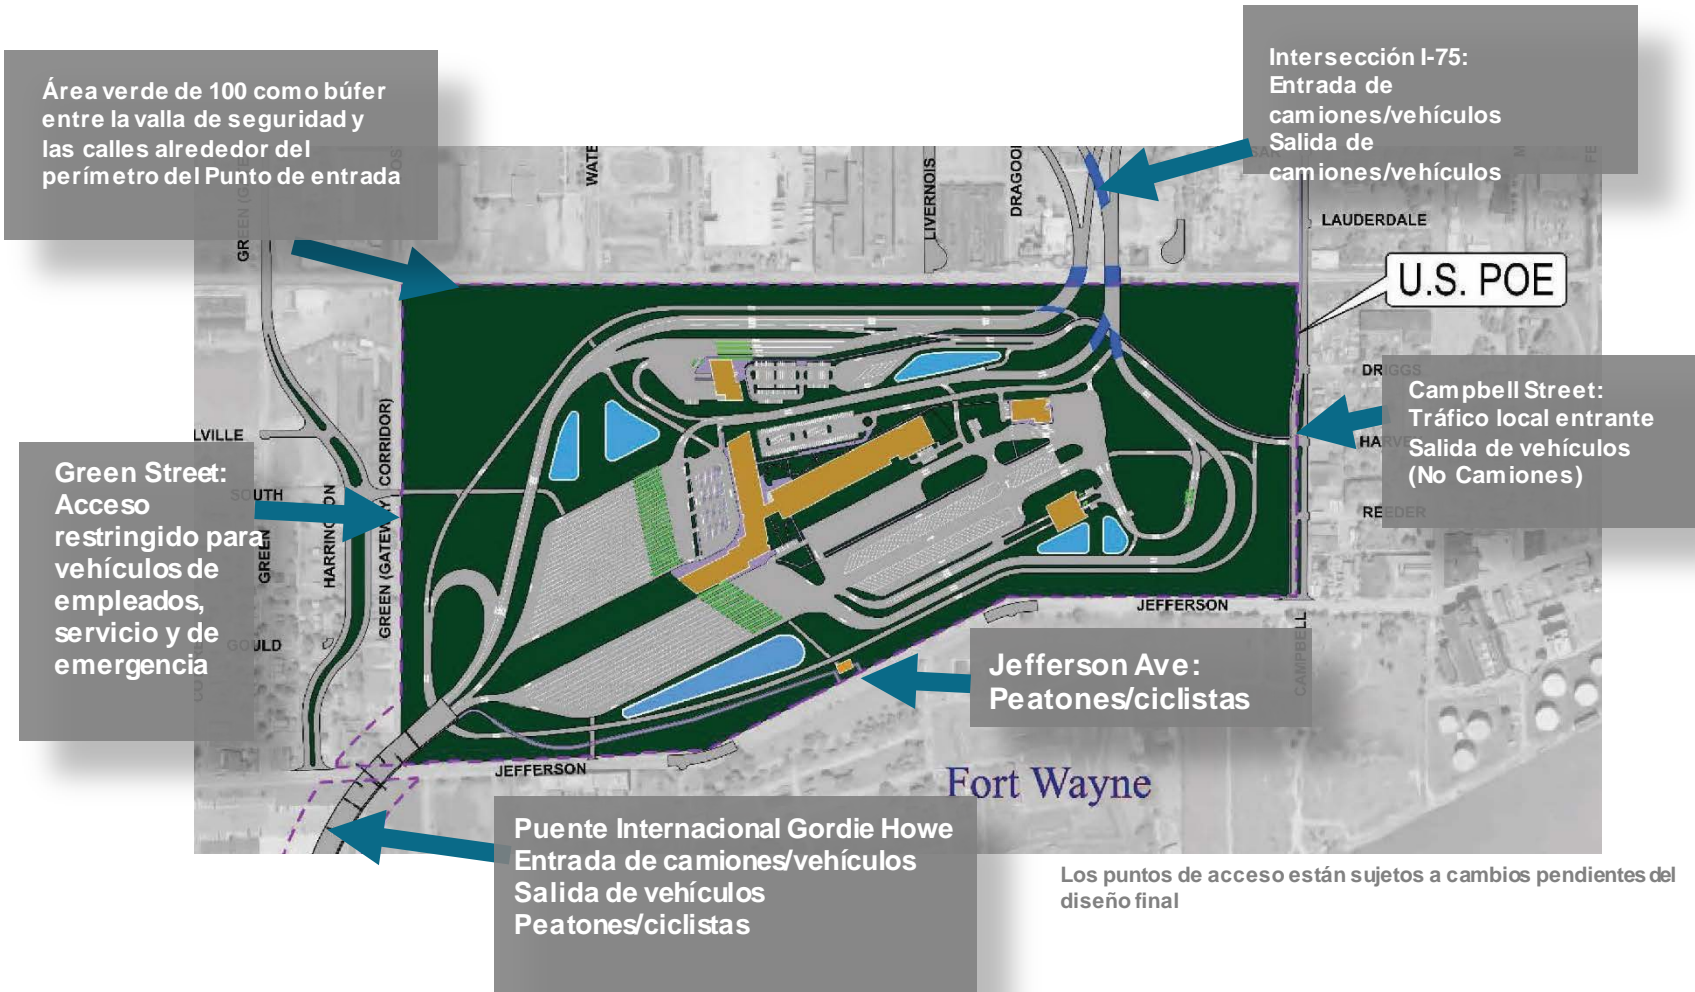 Área verde de 100 como búfer
entre la valla de seguridad y
las calles alrededor del
perímetro del Punto de entrada
Intersección I-75:
Entrada de
camiones/vehículos
Salida de
camiones/vehículos
WATE
LIVERNOIS
DRAGOON
LAUDERDALE
U.S. POE
DRIGGS
Campbell Street:
Tráfico local entrante
Salida de vehículos
(No Camiones)
REEDER
LVILLE
Green Street:
Acceso
restringido para
vehículos de
empleados,
servicio y de
emergencia
SOUTH
GREEN
HARRINGTON
GREEN (GATEWAY CORRIDOR)
GOULD
JEFFERSON
CAMPBELL
Jefferson Ave:
Peatones/ciclistas
JEFFERSON
Fort Wayne
Puente Internacional Gordie Howe
Entrada de camiones/vehículos
Salida de vehículos
Peatones/ciclistas
Los puntos de acceso están sujetos a cambios pendientes del
diseño final